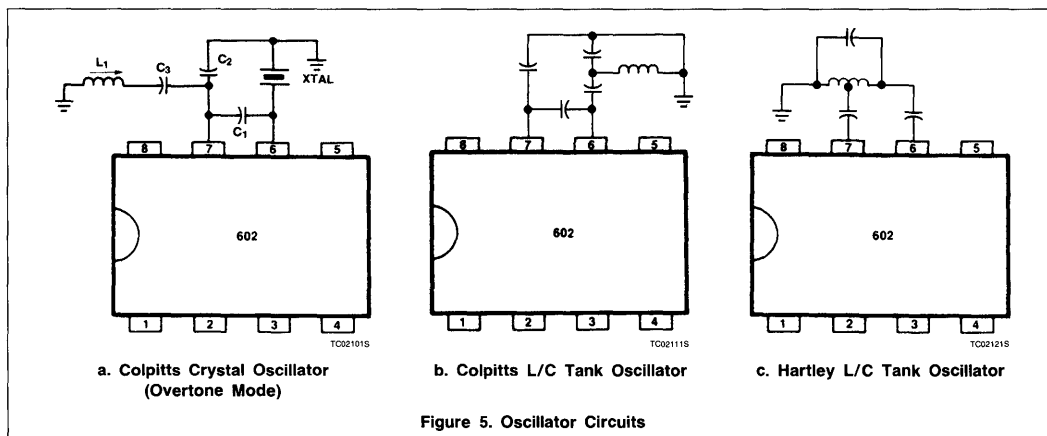 L1
C3
C2
XTAL
C1
8 7 6 5
602
1 2 3 4
TC02101S
a. Colpitts Crystal Oscillator
(Overtone Mode)
8 7 6 5
602
1 2 3 4
TC02111S
b. Colpitts L/C Tank Oscillator
8 7 6 5
602
1 2 3 4
TC02121S
c. Hartley L/C Tank Oscillator
Figure 5. Oscillator Circuits